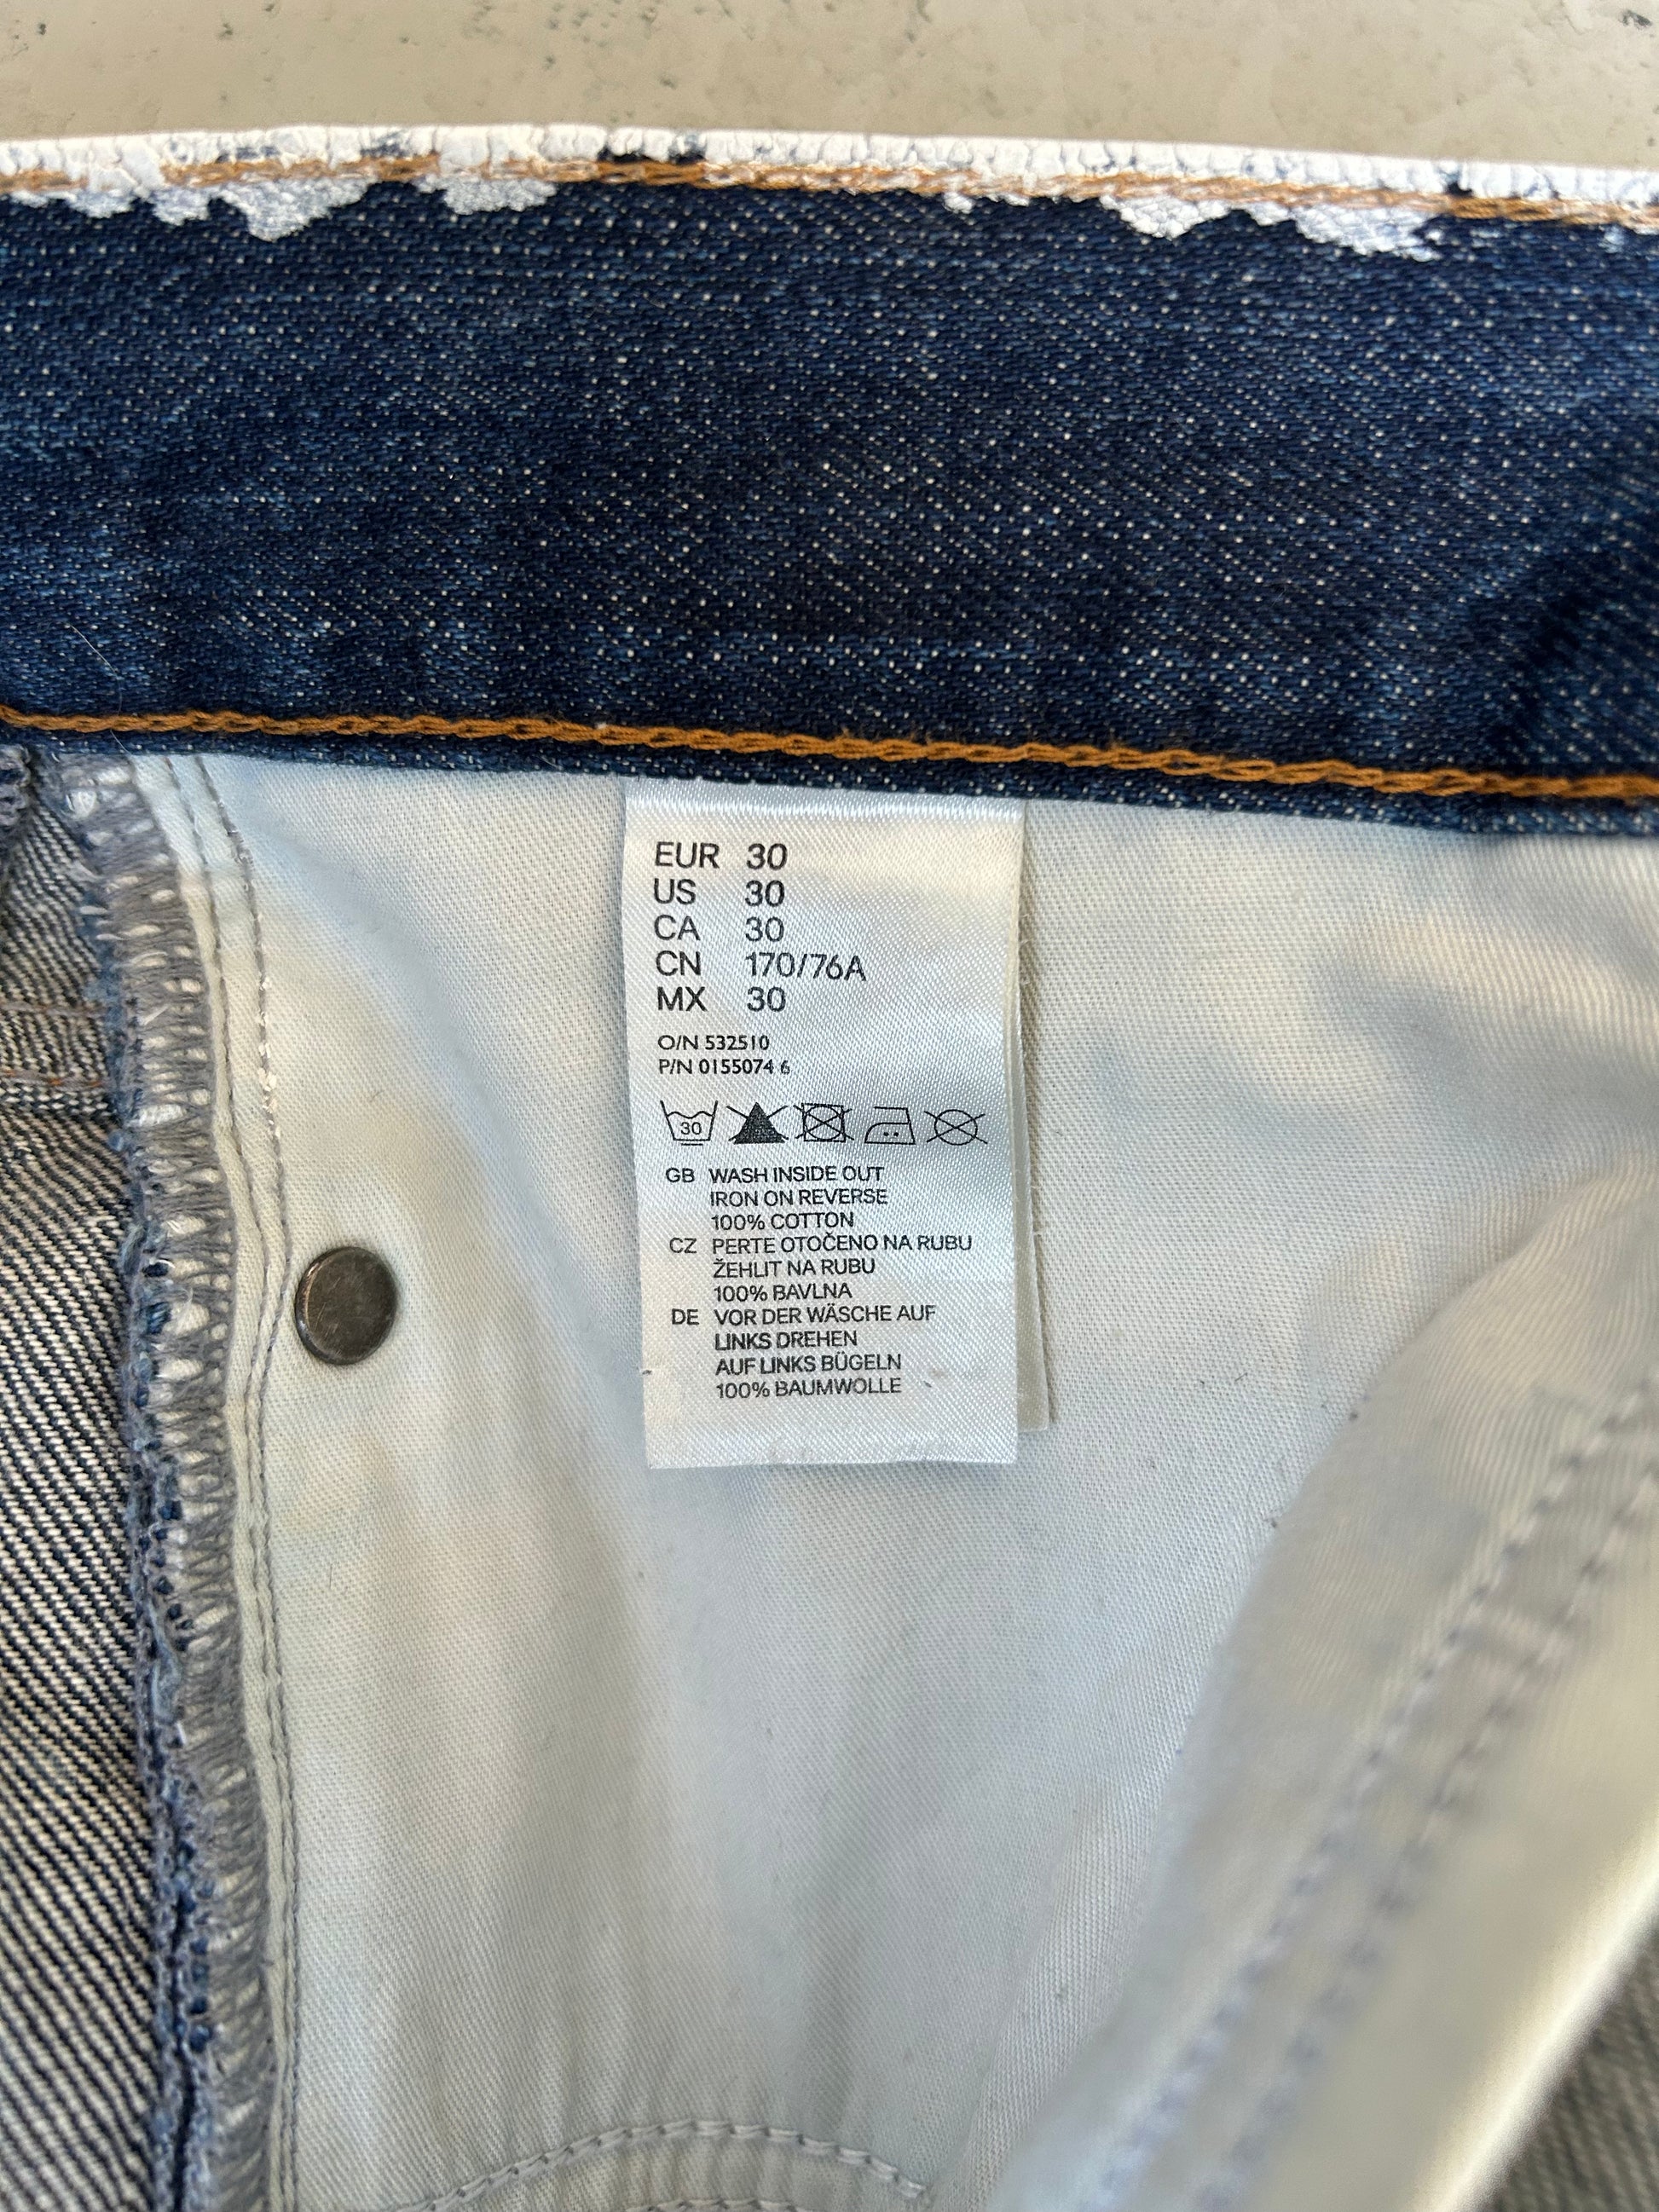 EUR 30
US 30
CA 30
CN 170/76A
MX 30
O/N 532510
P/N 0155074 6
30
GB WASH INSIDE OUT
IRON ON REVERSE
100% COTTON
CZ PERTE OTOČENO NA RUBU
ŽEHLIT NA RUBU
100% BAVLNA
DE VOR DER WÄSCHE AUF
LINKS DREHEN
AUF LINKS BÜGELN
100% BAUMWOLLE